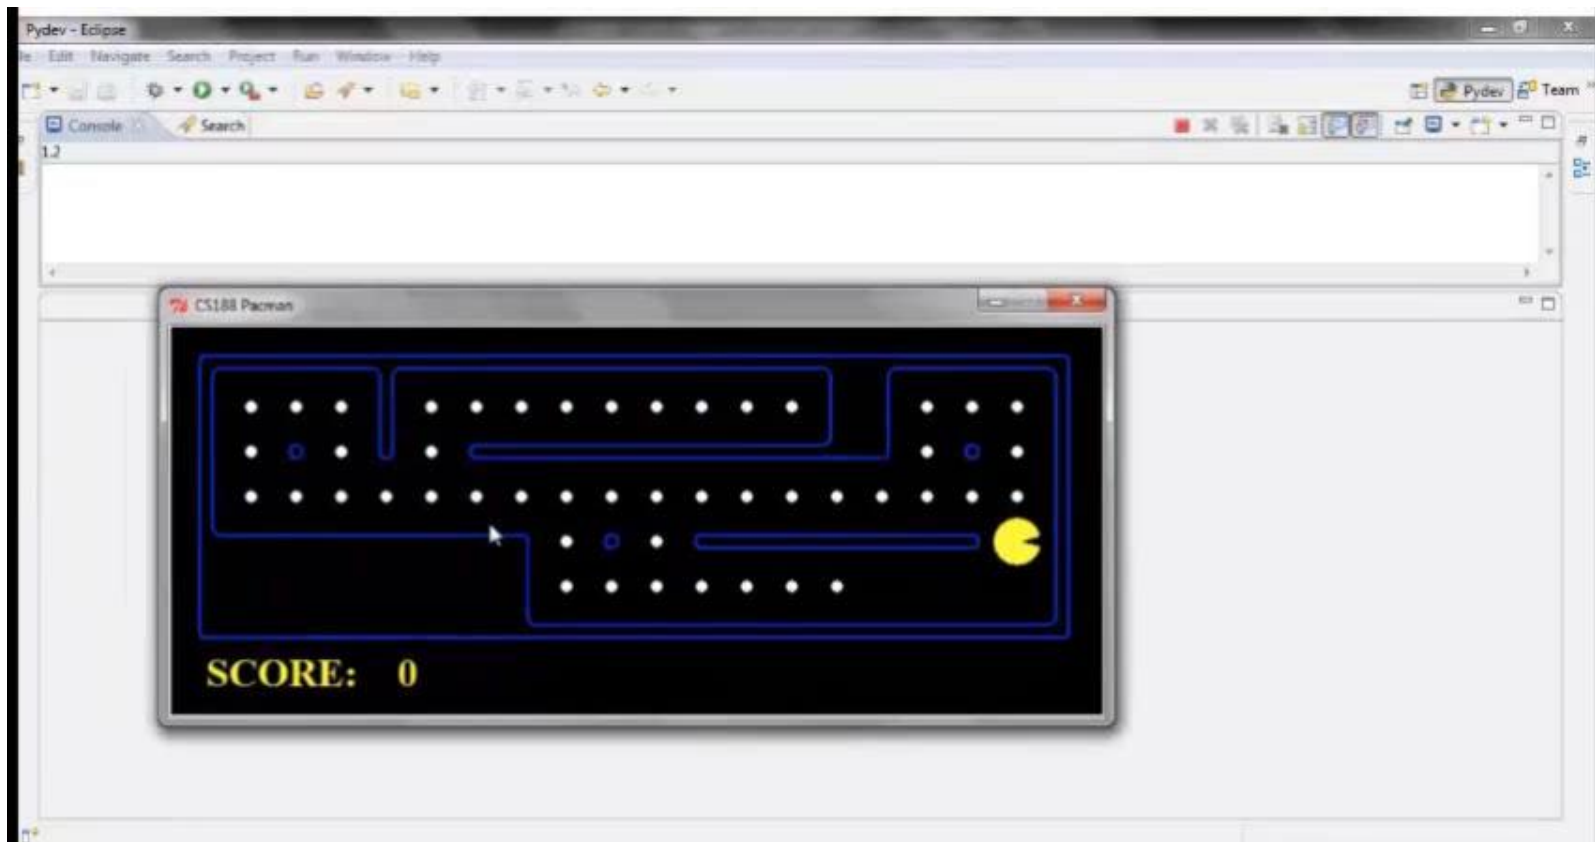 Pydev - Eclipse
Edit Navigate Search Project Run Window Help
Pydev Team
Console Search
1.2
CS188 Pacman
SCORE: 0